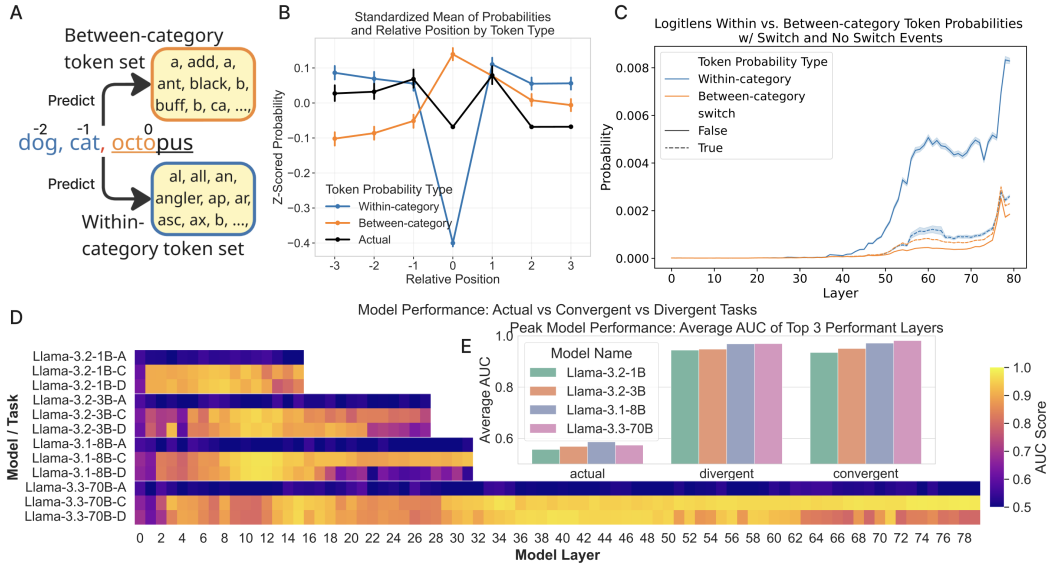 A
Between-category
token set
a, add, a,
ant, black, b,
buff, b, ca, ...,
Predict
-2 -1 0
dog, cat, octopus
Predict
al, all, an,
angler, ap, ar,
asc, ax, b, ...,
Within-
category token set
B
Standardized Mean of Probabilities
and Relative Position by Token Type
Z-Scored Probability
0.1
0.0
−0.1
−0.2
−0.3
−0.4
Token Probability Type
Within-category
Between-category
Actual
-3 -2 -1 0 1 2 3
Relative Position
C
Logitlens Within vs. Between-category Token Probabilities
w/ Switch and No Switch Events
Probability
0.008
0.006
0.004
0.002
0.000
Token Probability Type
Within-category
Between-category
switch
False
True
0 10 20 30 40 50 60 70 80
Layer
D
Model Performance: Actual vs Convergent vs Divergent Tasks
Model / Task
Llama-3.2-1B-A
Llama-3.2-1B-C
Llama-3.2-1B-D
Llama-3.2-3B-A
Llama-3.2-3B-C
Llama-3.2-3B-D
Llama-3.1-8B-A
Llama-3.1-8B-C
Llama-3.1-8B-D
Llama-3.3-70B-A
Llama-3.3-70B-C
Llama-3.3-70B-D
0 2 4 6 8 10 12 14 16 18 20 22 24 26 28 30 32 34 36 38 40 42 44 46 48 50 52 54 56 58 60 62 64 66 68 70 72 74 76 78
Model Layer
E
Peak Model Performance: Average AUC of Top 3 Performant Layers
Average AUC
1.0
0.8
0.6
Model Name
Llama-3.2-1B
Llama-3.2-3B
Llama-3.1-8B
Llama-3.3-70B
actual divergent convergent
1.0
0.9
0.8
0.7
0.6
0.5
AUC Score